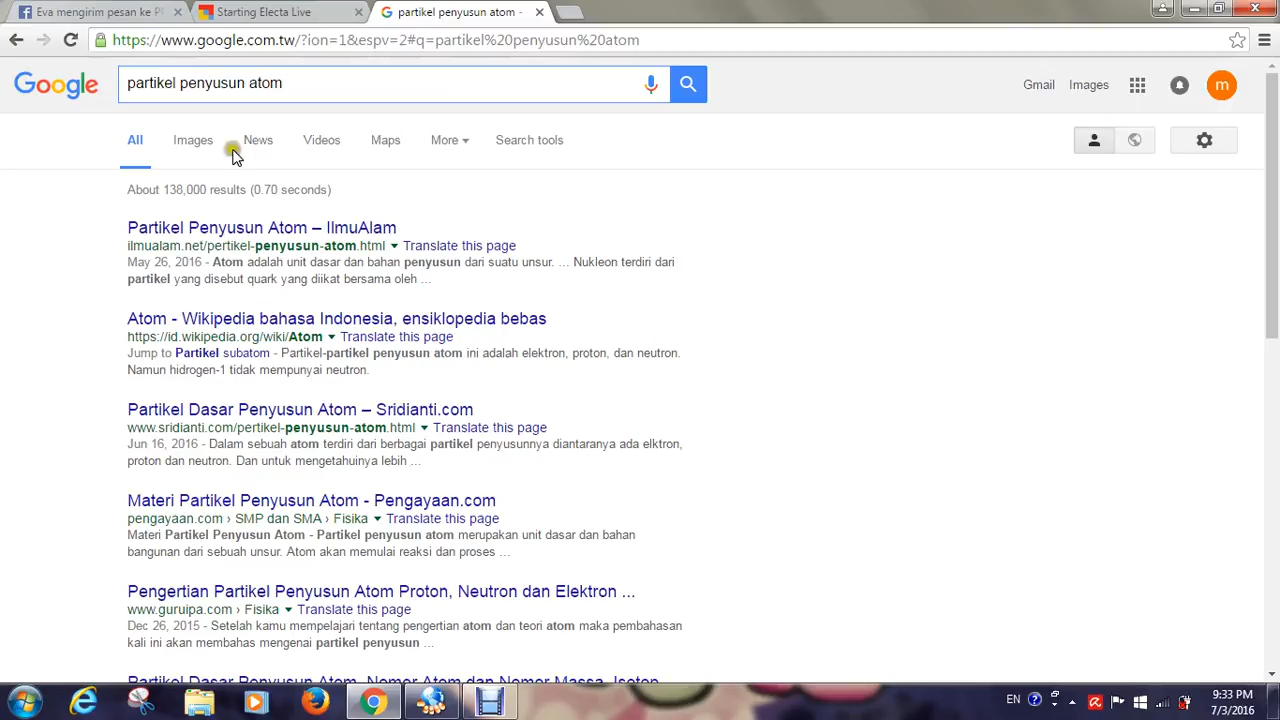 Eva mengirim pesan ke P
Starting Electa Live
partikel penyusun atom -
https://www.google.com.tw/?ion=1&espv=2#q=partikel%20penyusun%20atom
Google
partikel penyusun atom
Gmail
Images
m
All
Images
News
Videos
Maps
More
Search tools
About 138,000 results (0.70 seconds)
Partikel Penyusun Atom – IlmuAlam
ilmualam.net/pertikel-penyusun-atom.html Translate this page
May 26, 2016 - Atom adalah unit dasar dan bahan penyusun dari suatu unsur. ... Nukleon terdiri dari
partikel yang disebut quark yang diikat bersama oleh ...
Atom - Wikipedia bahasa Indonesia, ensiklopedia bebas
https://id.wikipedia.org/wiki/Atom Translate this page
Jump to Partikel subatom - Partikel-partikel penyusun atom ini adalah elektron, proton, dan neutron.
Namun hidrogen-1 tidak mempunyai neutron.
Partikel Dasar Penyusun Atom – Sridianti.com
www.sridianti.com/pertikel-penyusun-atom.html Translate this page
Jun 16, 2016 - Dalam sebuah atom terdiri dari berbagai partikel penyusunnya diantaranya ada elktron,
proton dan neutron. Dan untuk mengetahuinya lebih ...
Materi Partikel Penyusun Atom - Pengayaan.com
pengayaan.com › SMP dan SMA › Fisika Translate this page
Materi Partikel Penyusun Atom - Partikel penyusun atom merupakan unit dasar dan bahan
bangunan dari sebuah unsur. Atom akan memulai reaksi dan proses ...
Pengertian Partikel Penyusun Atom Proton, Neutron dan Elektron ...
www.guruipa.com › Fisika Translate this page
Dec 26, 2015 - Setelah kamu mempelajari tentang pengertian atom dan teori atom maka pembahasan
kali ini akan membahas mengenai partikel penyusun ...
Partikel Dasar Penyusun Atom, Nomor Atom dan Nomor Massa, Isotop
EN
9:33 PM
7/3/2016